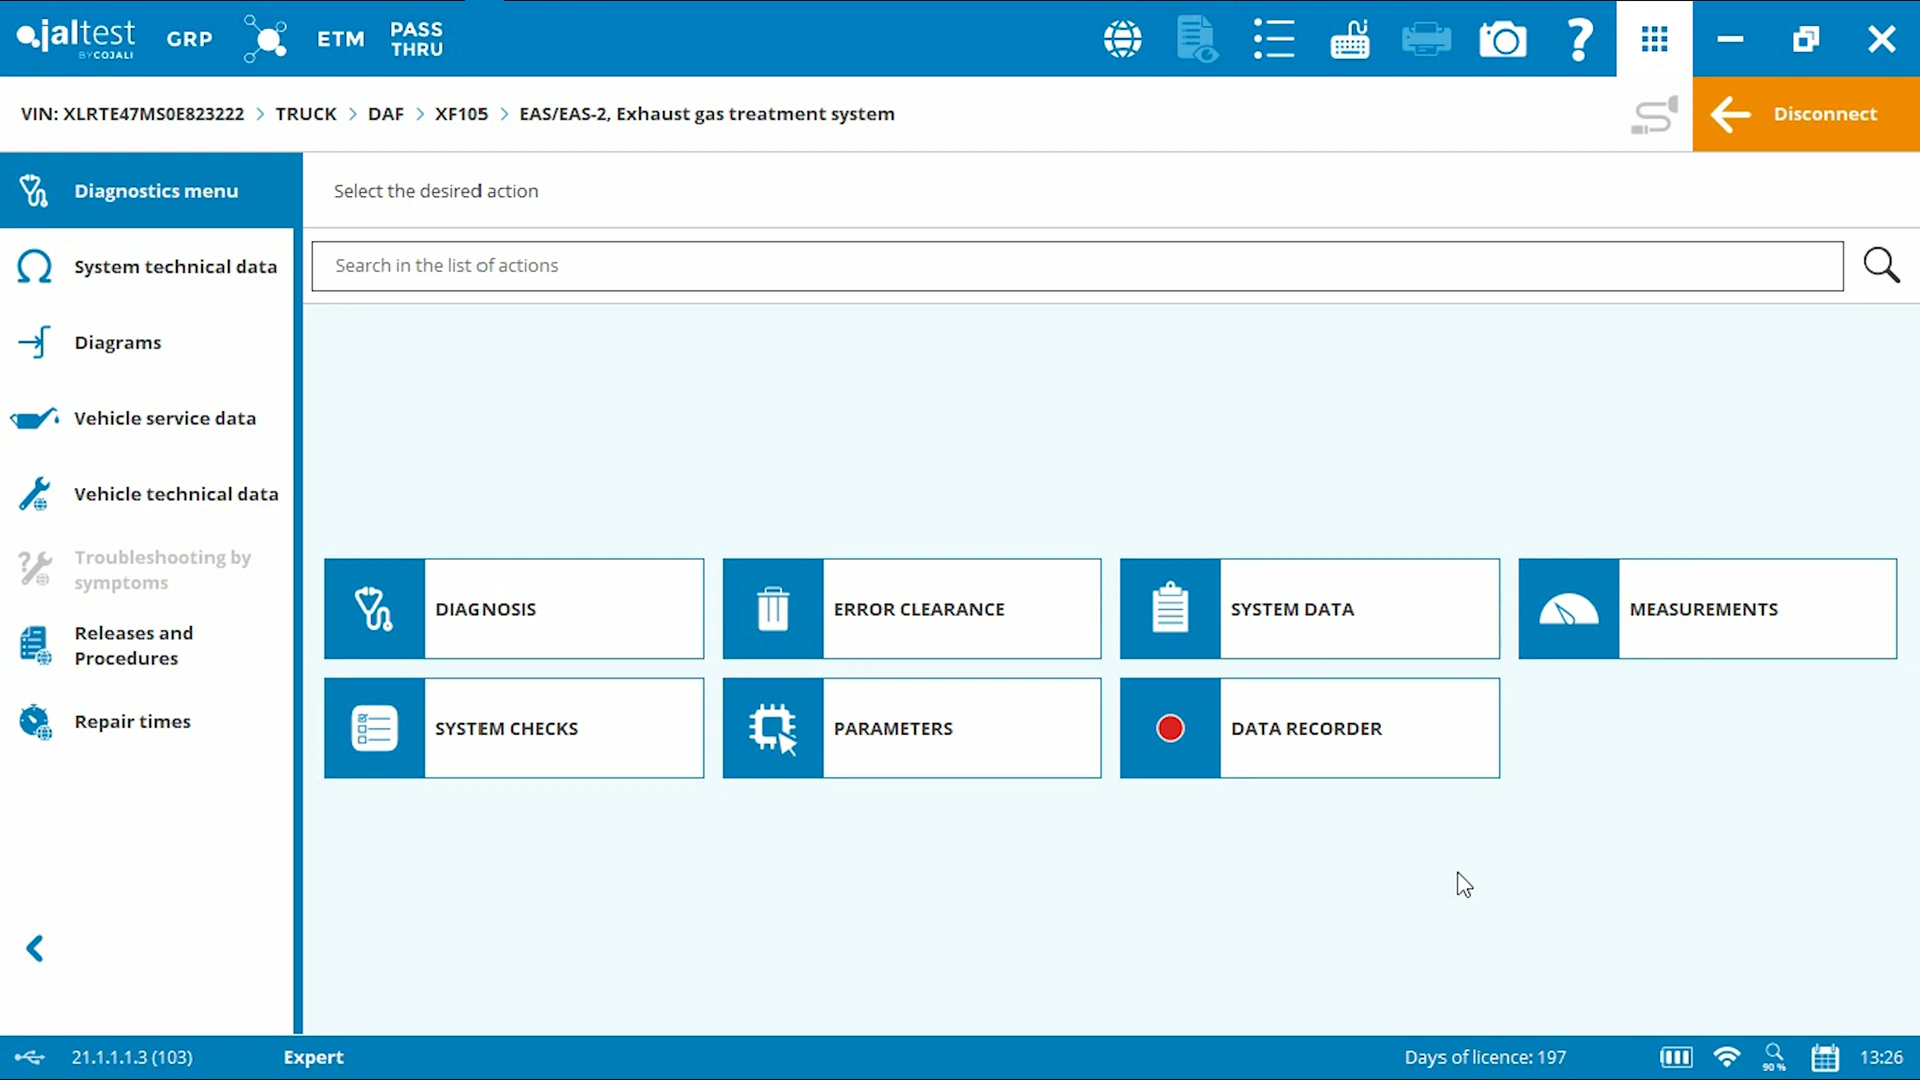 jaltest
BY COJALI
GRP
ETM
PASS
THRU
VIN: XLRTE47MS0E823222 > TRUCK > DAF > XF105 > EAS/EAS-2, Exhaust gas treatment system
Disconnect
Diagnostics menu
Select the desired action
System technical data
Search in the list of actions
Diagrams
Vehicle service data
Vehicle technical data
Troubleshooting by
symptoms
Releases and
Procedures
Repair times
DIAGNOSIS
ERROR CLEARANCE
SYSTEM DATA
MEASUREMENTS
SYSTEM CHECKS
PARAMETERS
DATA RECORDER
21.1.1.1.3 (103)
Expert
Days of licence: 197
90 %
13:26